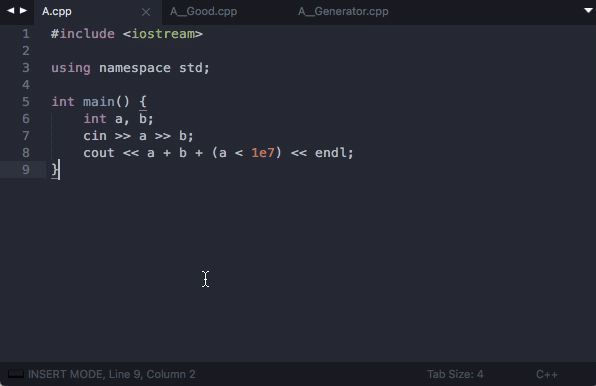 A.cpp
A__Good.cpp
A__Generator.cpp
1 #include <iostream>
2
3 using namespace std;
4
5 int main() {
6     int a, b;
7     cin >> a >> b;
8     cout << a + b + (a < 1e7) << endl;
9 }
INSERT MODE, Line 9, Column 2
Tab Size: 4
C++